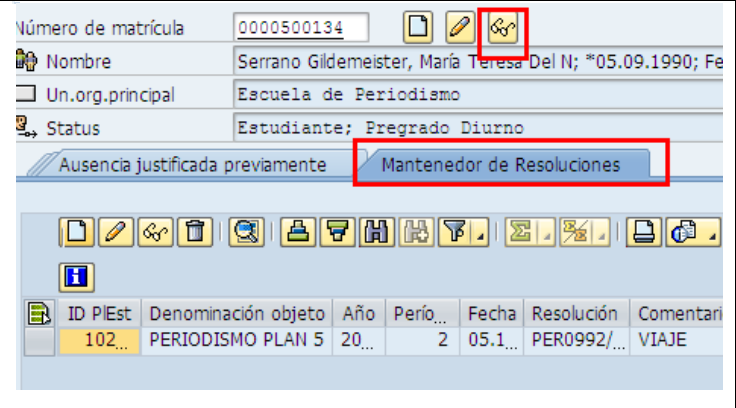 Número de matrícula 0000500134
Nombre Serrano Gildemeister, María Teresa Del N; *05.09.1990; Fe
Un.org.principal Escuela de Periodismo
Status Estudiante; Pregrado Diurno
Ausencia justificada previamente Mantenedor de Resoluciones
ID PlEst Denominación objeto Año Perío... Fecha Resolución Comentari
102... PERIODISMO PLAN 5 20... 2 05.1... PER0992/... VIAJE